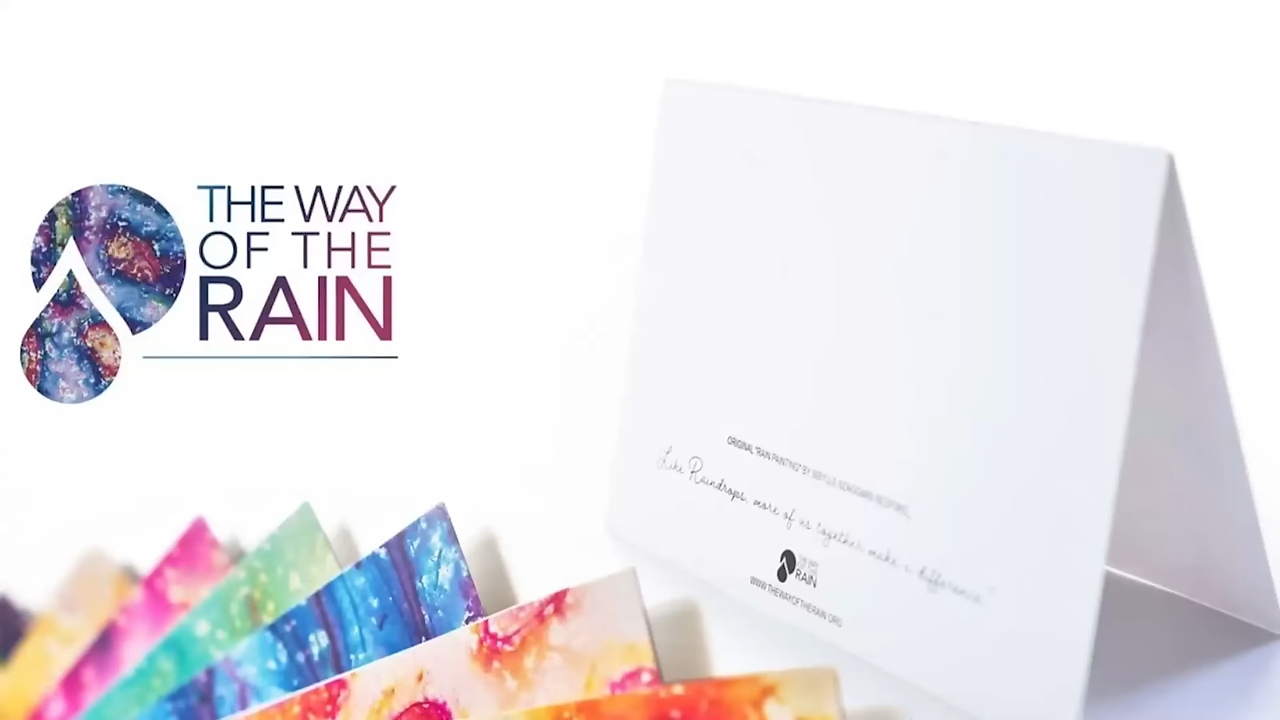 THE WAY
OF THE
RAIN
ORIGINAL "RAIN PAINTING" BY SIBYLLE
Like Raindrops, more of us together make a difference"
RAIN
WWW.THEWAYOFTHERAIN.ORG